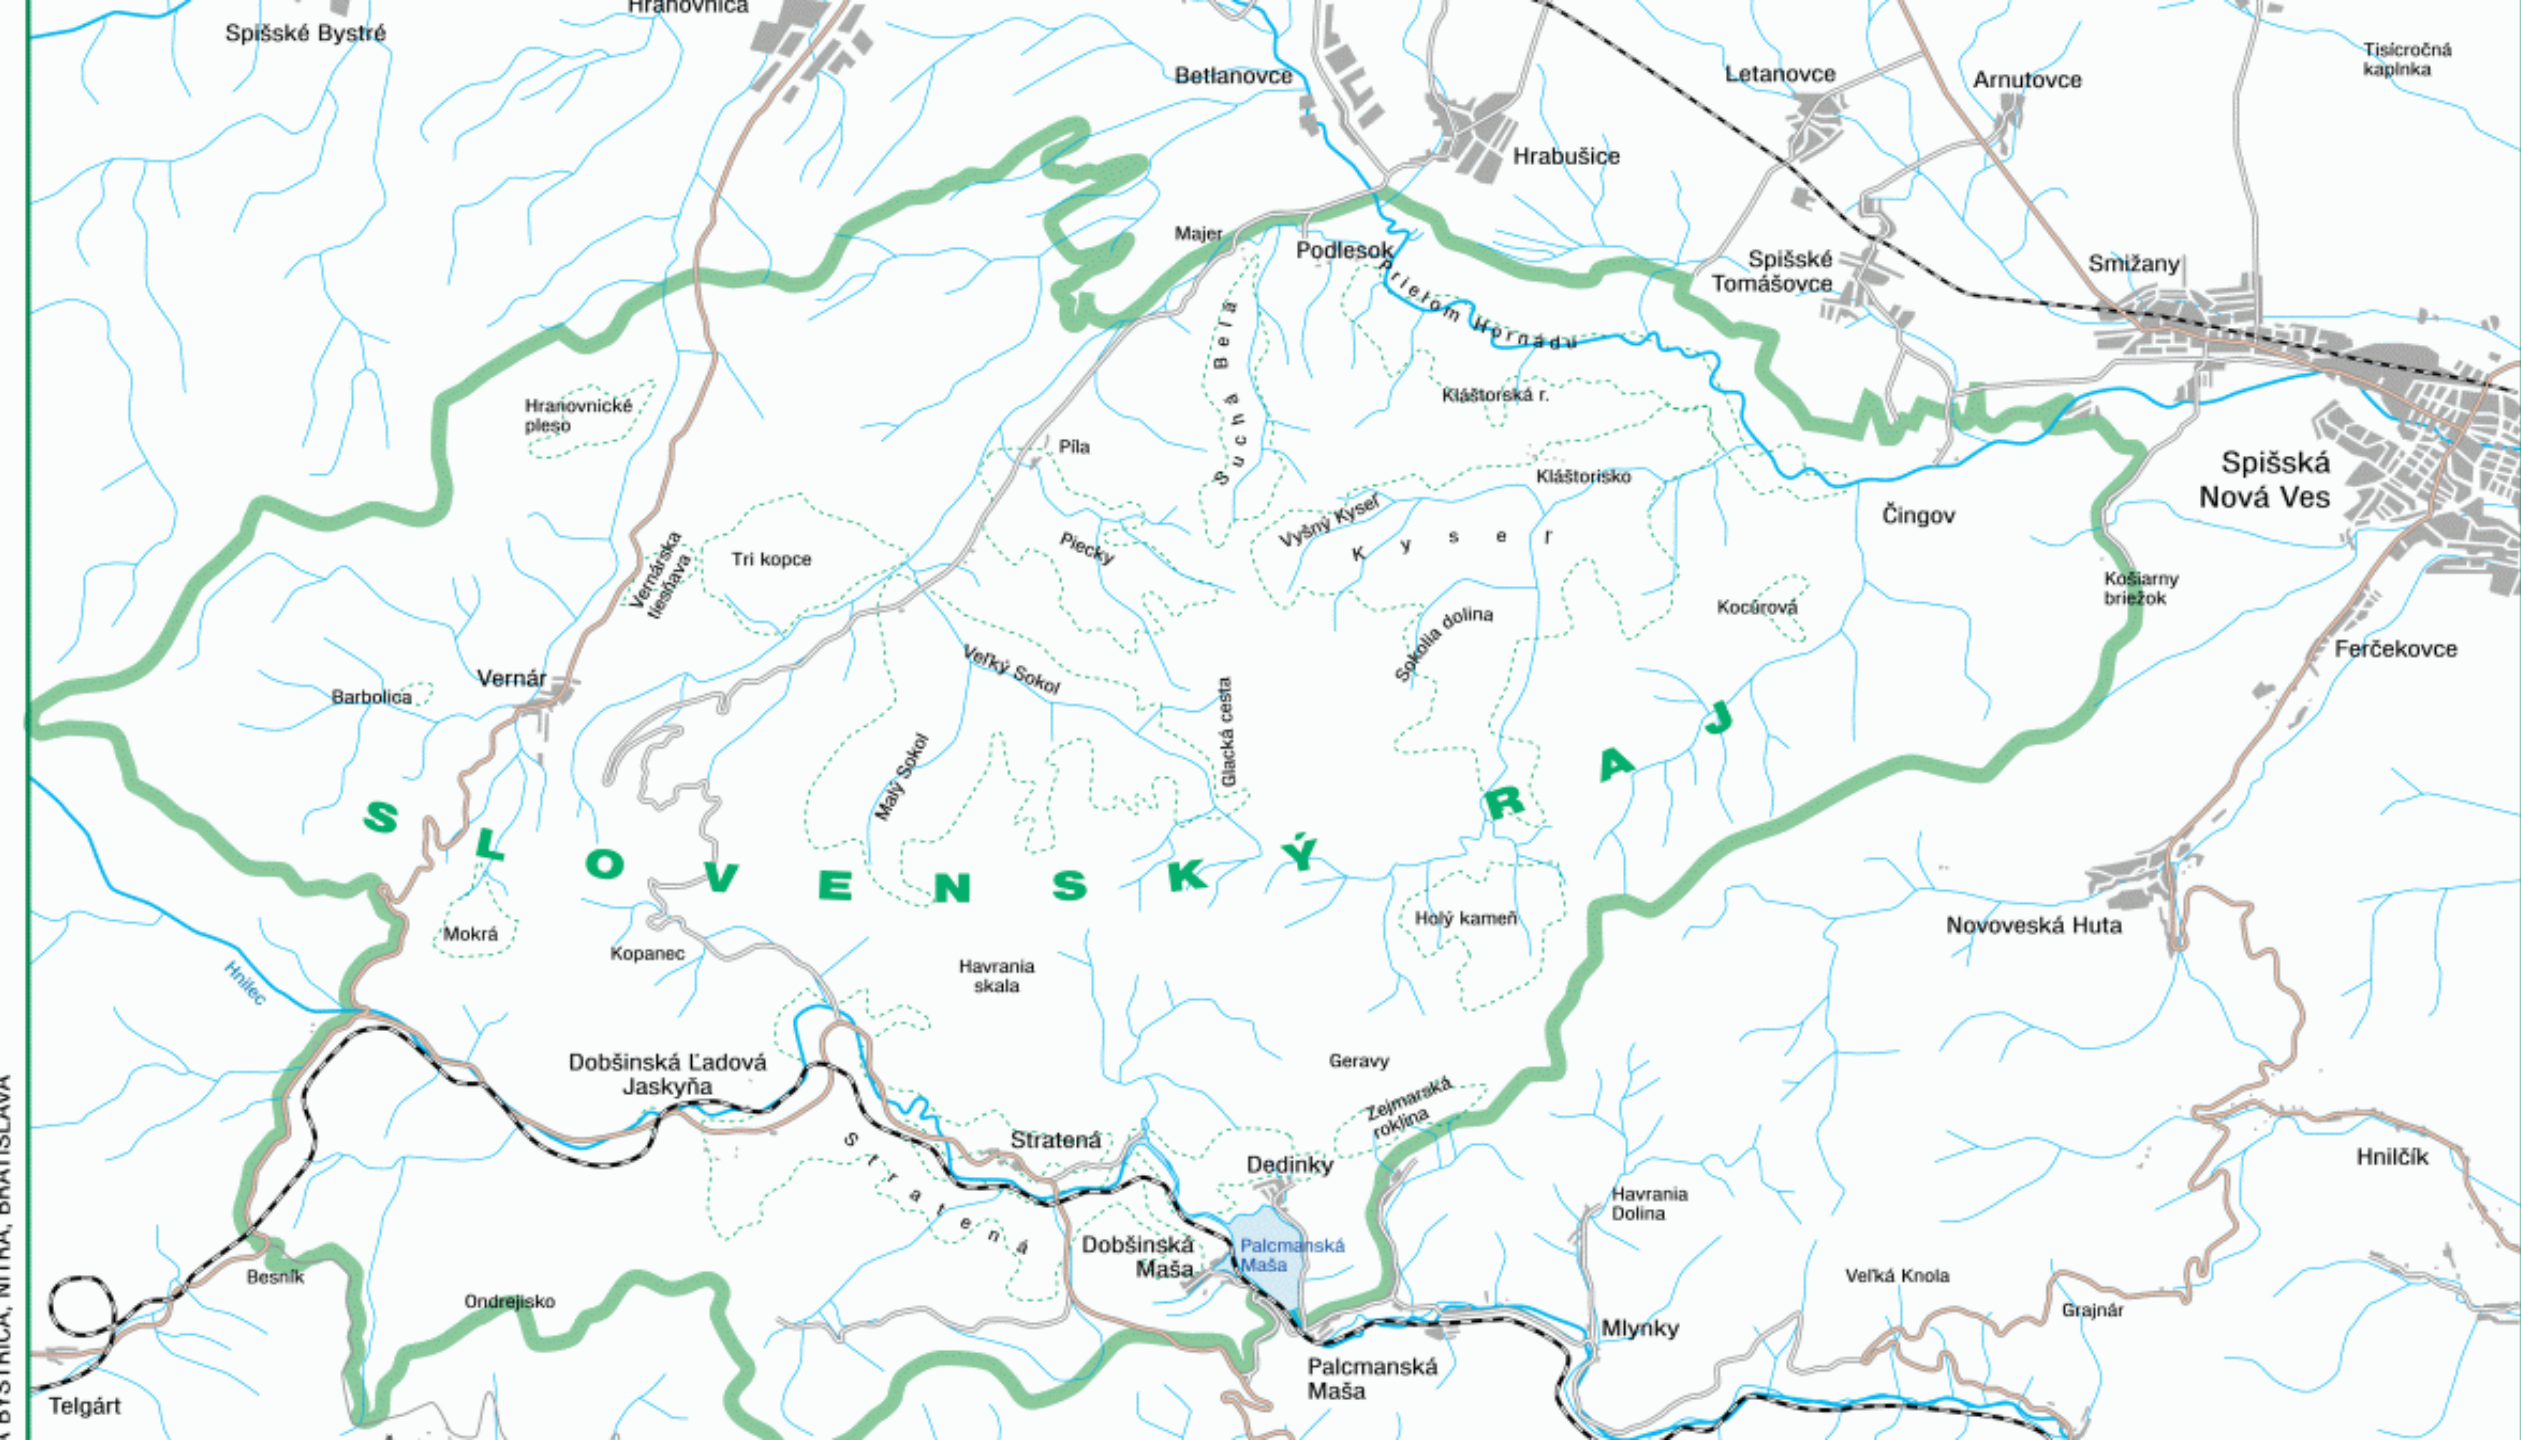 Hranovnica
Spišské Bystré
Betlanovce
Letanovce
Arnutovce
Tisícročná
kaplnka
Hrabušice
Majer
Podlesok
Prielom Hornádu
Spišské
Tomášovce
Smižany
Suchá Belá
Hranovnické
pleso
Kláštorská r.
Píla
Kláštorisko
Spišská
Nová Ves
Vyšný Kyseľ
Kyseľ
Čingov
Vernárska
tiesňava
Tri kopce
Piecky
Košiarny
briežok
Kocúrová
Sokolia dolina
Ferčekovce
Veľký Sokol
Vernár
Barbolica
Glacká cesta
Malý Sokol
SLOVENSKÝ RAJ
Mokrá
Kopanec
Havrania
skala
Holý kameň
Novoveská Huta
Hnilec
Dobšinská Ľadová
Jaskyňa
Geravy
Zejmarská
roklina
Stratená
Stratená
Dedinky
Hnilčík
Havrania
Dolina
Dobšinská
Maša
Palcmanská
Maša
Besník
Ondrejisko
Veľká Knola
Grajnár
Mlynky
Palcmanská
Maša
Telgárt
BYSTRICA, NITRA, BRATISLAVA